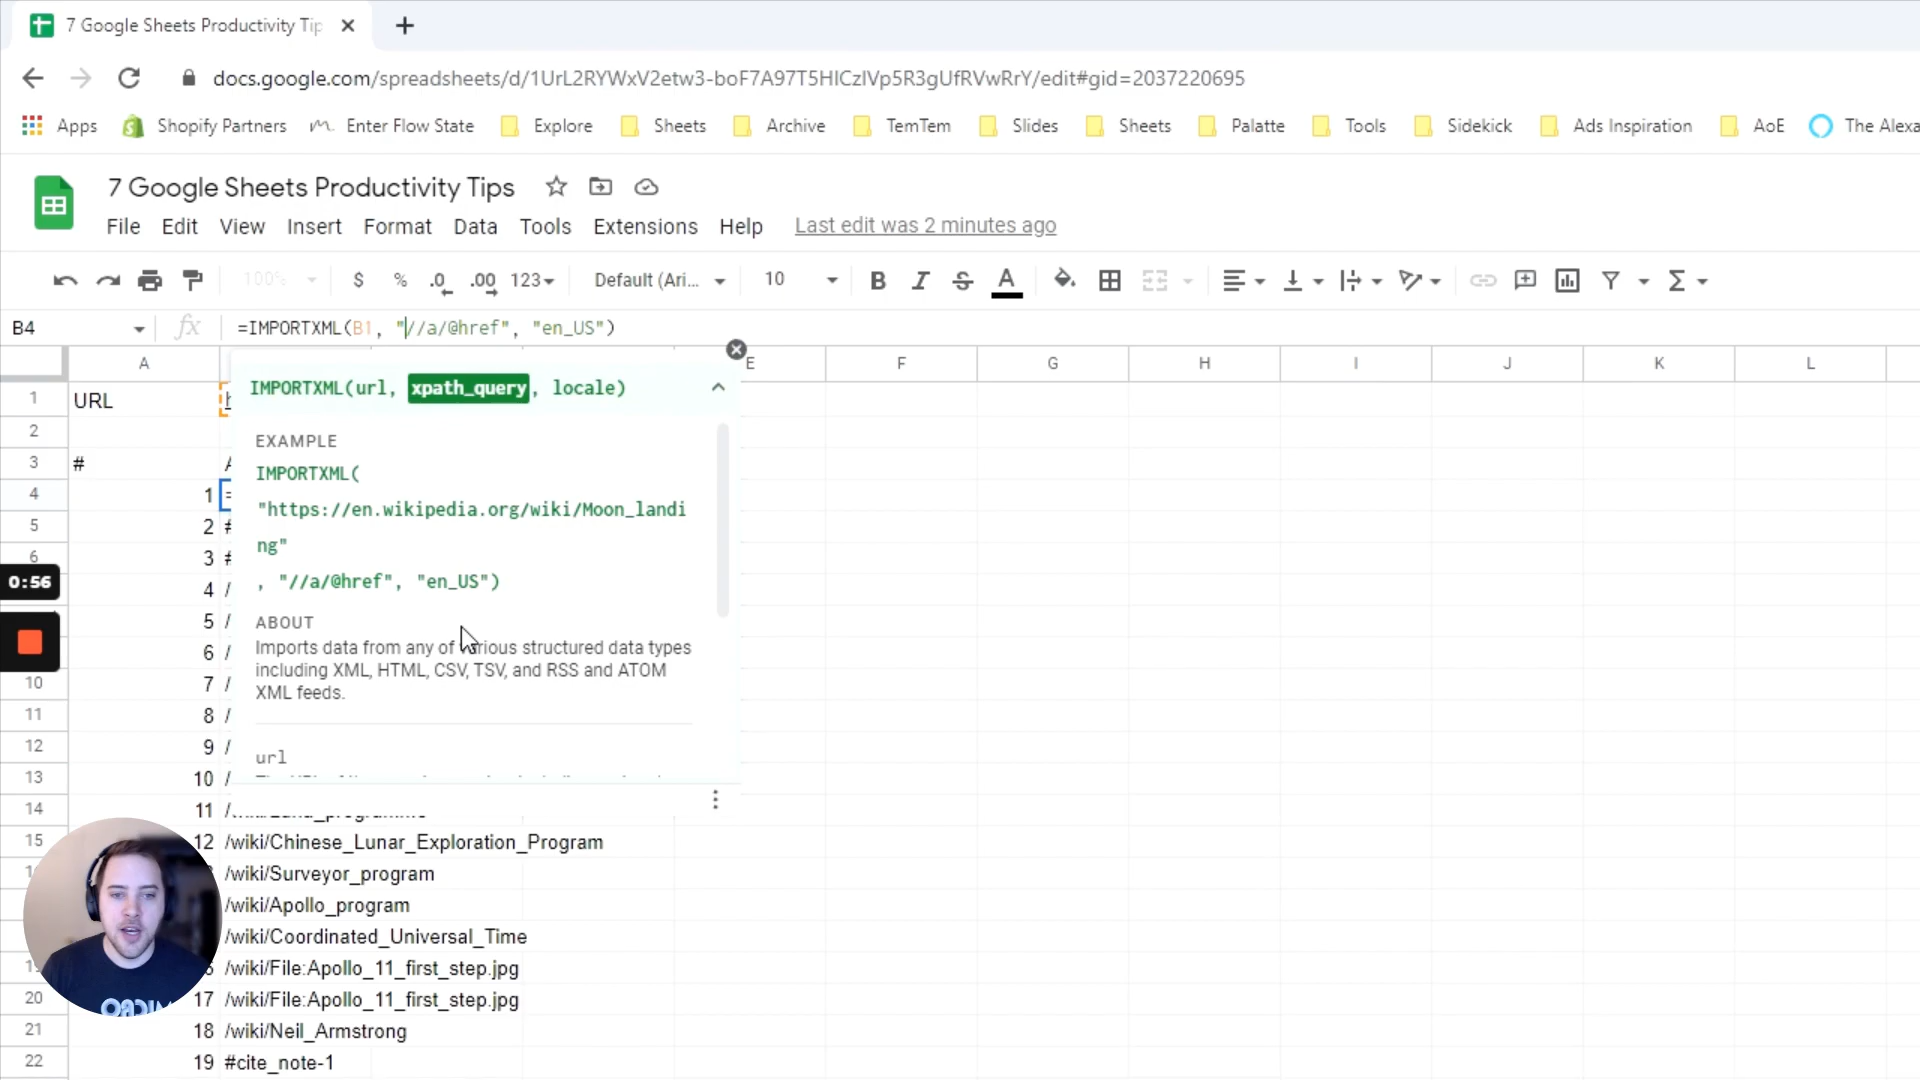 7 Google Sheets Productivity Tip
docs.google.com/spreadsheets/d/1UrL2RYWxV2etw3-boF7A97T5HICzIVp5R3gUfRVwRrY/edit#gid=2037220695
Apps Shopify Partners Enter Flow State Explore Sheets Archive TemTem Slides Sheets Palatte Tools Sidekick Ads Inspiration AoE The Alexa
7 Google Sheets Productivity Tips
File Edit View Insert Format Data Tools Extensions Help Last edit was 2 minutes ago
100% $ % .0 .00 123 Default (Ari... 10 B I S A
B4 fx =IMPORTXML(B1, "//a/@href", "en_US")
A E F G H I J K L
IMPORTXML(url, xpath_query, locale)
1 URL h
2
EXAMPLE
3 # A
IMPORTXML(
4 1 =
"https://en.wikipedia.org/wiki/Moon_landi
5 2 #
ng"
6 3 #
0:56
, "//a/@href", "en_US")
4 /
5 /
ABOUT
6 /
Imports data from any of various structured data types
including XML, HTML, CSV, TSV, and RSS and ATOM
XML feeds.
10 7 /
11 8 /
12 9 /
url
13 10 /
14 11 /
15 12 /wiki/Chinese_Lunar_Exploration_Program
/wiki/Surveyor_program
/wiki/Apollo_program
/wiki/Coordinated_Universal_Time
/wiki/File:Apollo_11_first_step.jpg
20 17 /wiki/File:Apollo_11_first_step.jpg
21 18 /wiki/Neil_Armstrong
22 19 #cite_note-1